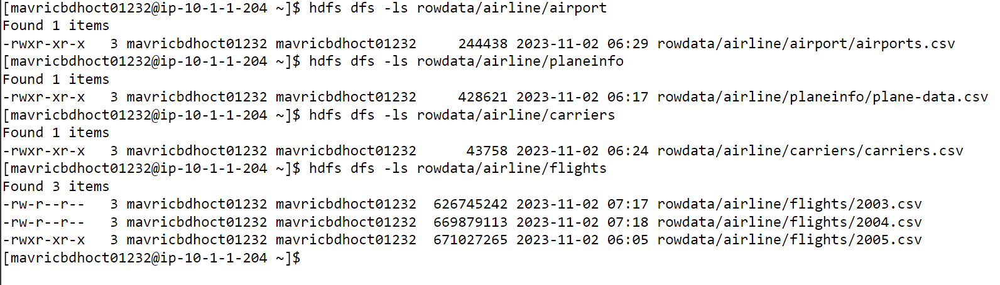 [mavricbdhoct01232@ip-10-1-1-204 ~]$ hdfs dfs -ls rowdata/airline/airport
Found 1 items
-rwxr-xr-x   3 mavricbdhoct01232 mavricbdhoct01232     244438 2023-11-02 06:29 rowdata/airline/airport/airports.csv
[mavricbdhoct01232@ip-10-1-1-204 ~]$ hdfs dfs -ls rowdata/airline/planeinfo
Found 1 items
-rwxr-xr-x   3 mavricbdhoct01232 mavricbdhoct01232     428621 2023-11-02 06:17 rowdata/airline/planeinfo/plane-data.csv
[mavricbdhoct01232@ip-10-1-1-204 ~]$ hdfs dfs -ls rowdata/airline/carriers
Found 1 items
-rwxr-xr-x   3 mavricbdhoct01232 mavricbdhoct01232      43758 2023-11-02 06:24 rowdata/airline/carriers/carriers.csv
[mavricbdhoct01232@ip-10-1-1-204 ~]$ hdfs dfs -ls rowdata/airline/flights
Found 3 items
-rw-r--r--   3 mavricbdhoct01232 mavricbdhoct01232  626745242 2023-11-02 07:17 rowdata/airline/flights/2003.csv
-rw-r--r--   3 mavricbdhoct01232 mavricbdhoct01232  669879113 2023-11-02 07:18 rowdata/airline/flights/2004.csv
-rwxr-xr-x   3 mavricbdhoct01232 mavricbdhoct01232  671027265 2023-11-02 06:05 rowdata/airline/flights/2005.csv
[mavricbdhoct01232@ip-10-1-1-204 ~]$